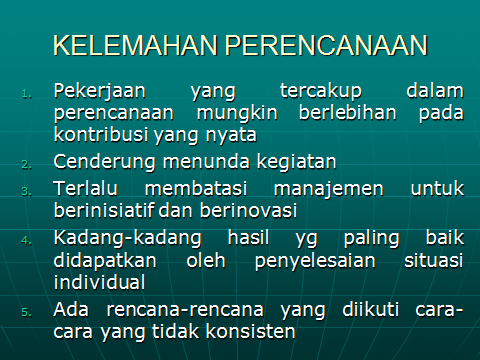 KELEMAHAN PERENCANAAN
1. Pekerjaan yang tercakup dalam
perencanaan mungkin berlebihan pada
kontribusi yang nyata
2. Cenderung menunda kegiatan
3. Terlalu membatasi manajemen untuk
berinisiatif dan berinovasi
4. Kadang-kadang hasil yg paling baik
didapatkan oleh penyelesaian situasi
individual
5. Ada rencana-rencana yang diikuti cara-
cara yang tidak konsisten